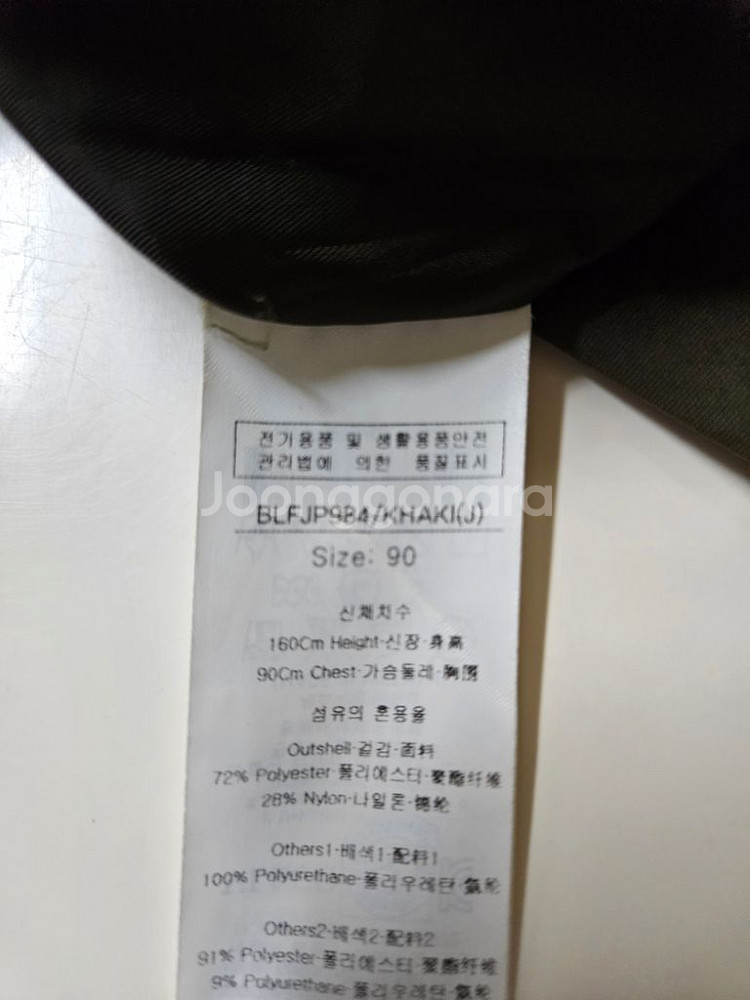 전기용품 및 생활용품안전
관리법에 의한 품질표시
Joonggonara
BLFJP984/KHAKI(J)
Size: 90
신체치수
160Cm Height-신장-身高
90Cm Chest-가슴둘레-胸围
섬유의 혼용율
Outshell-겉감-面料
72% Polyester-폴리에스터-聚酯纤维
28% Nylon-나일론-锦纶
Others1-배색1-配料1
100% Polyurethane-폴리우레탄-氨纶
Others2-배색2-配料2
91% Polyester-폴리에스터-聚酯纤维
9% Polyurethane-폴리우레탄-氨纶